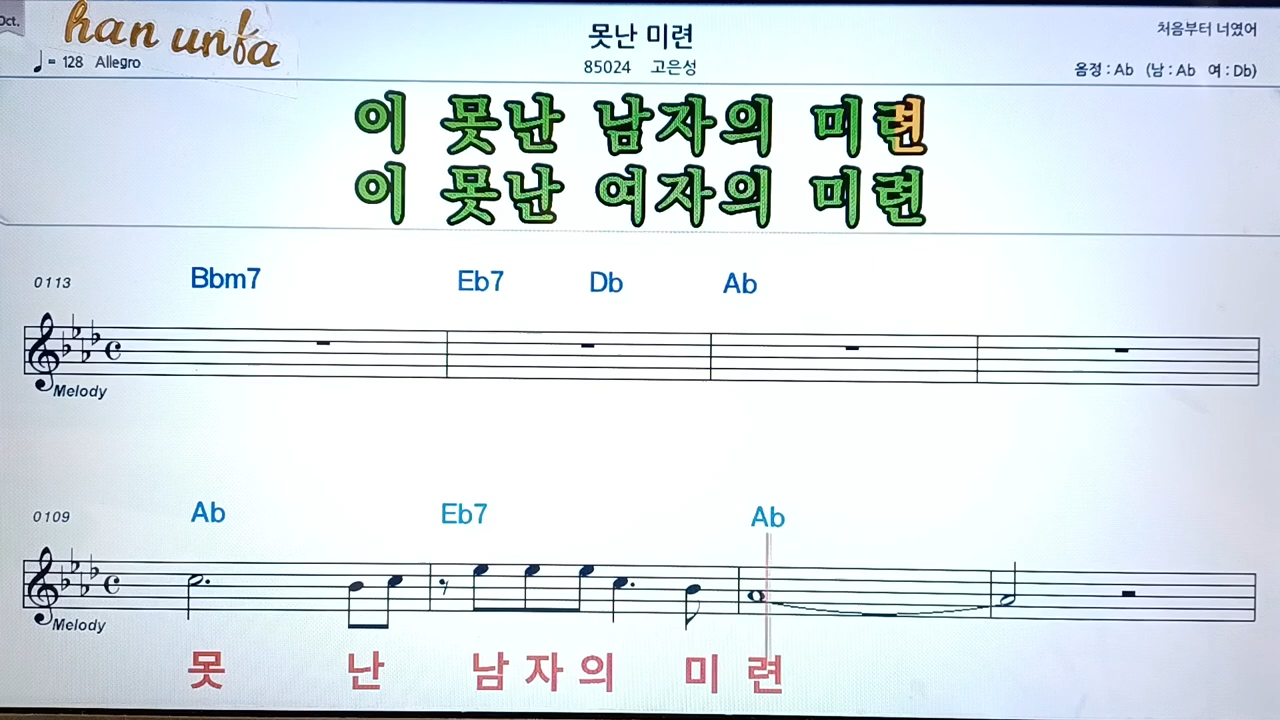 Oct.
han unfa
못난 미련
처음부터 너였어
♩= 128 Allegro
85024 고은성
음정 : Ab (남 : Ab 여 : Db)
이 못난 남자의 미련
이 못난 여자의 미련
0113 Bbm7 Eb7 Db Ab
Melody
0109 Ab Eb7 Ab
Melody
못 난 남 자 의 미 련